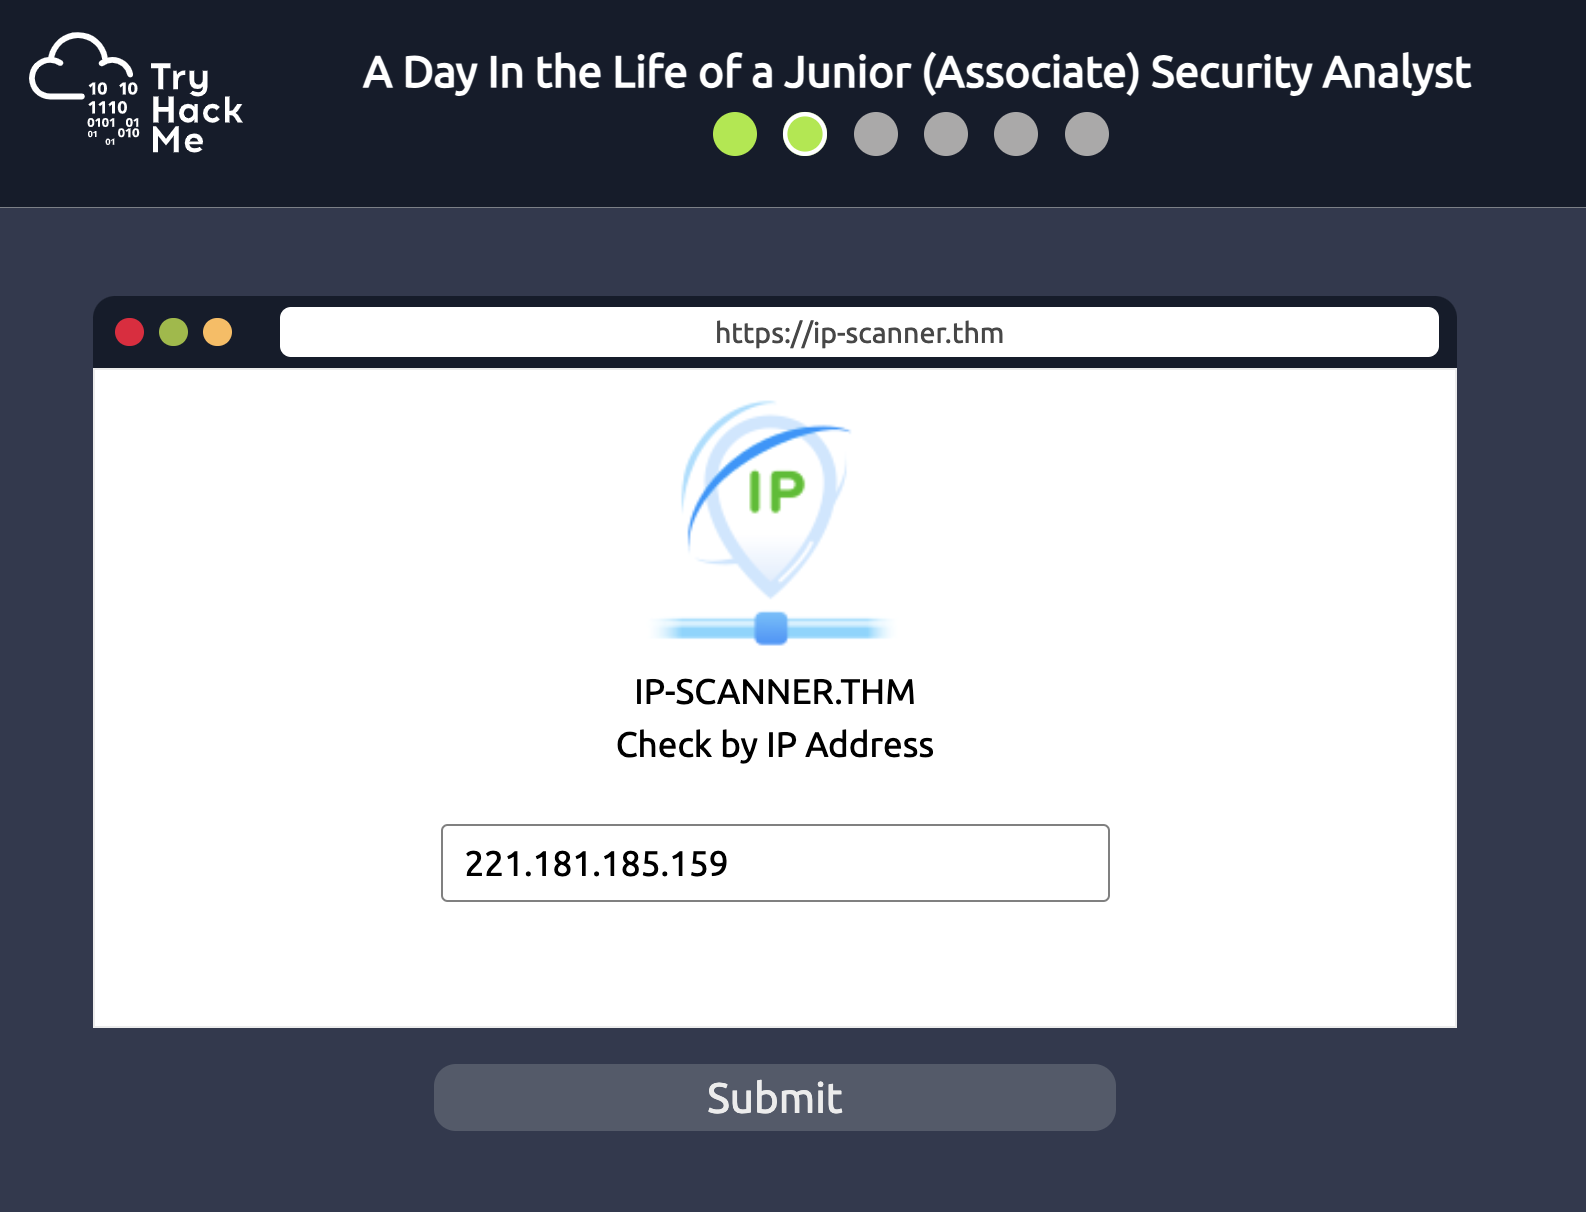 Try
Hack
Me
10 10
1110
0101 01
01 010
01
A Day In the Life of a Junior (Associate) Security Analyst
https://ip-scanner.thm
IP
IP-SCANNER.THM
Check by IP Address
221.181.185.159
Submit